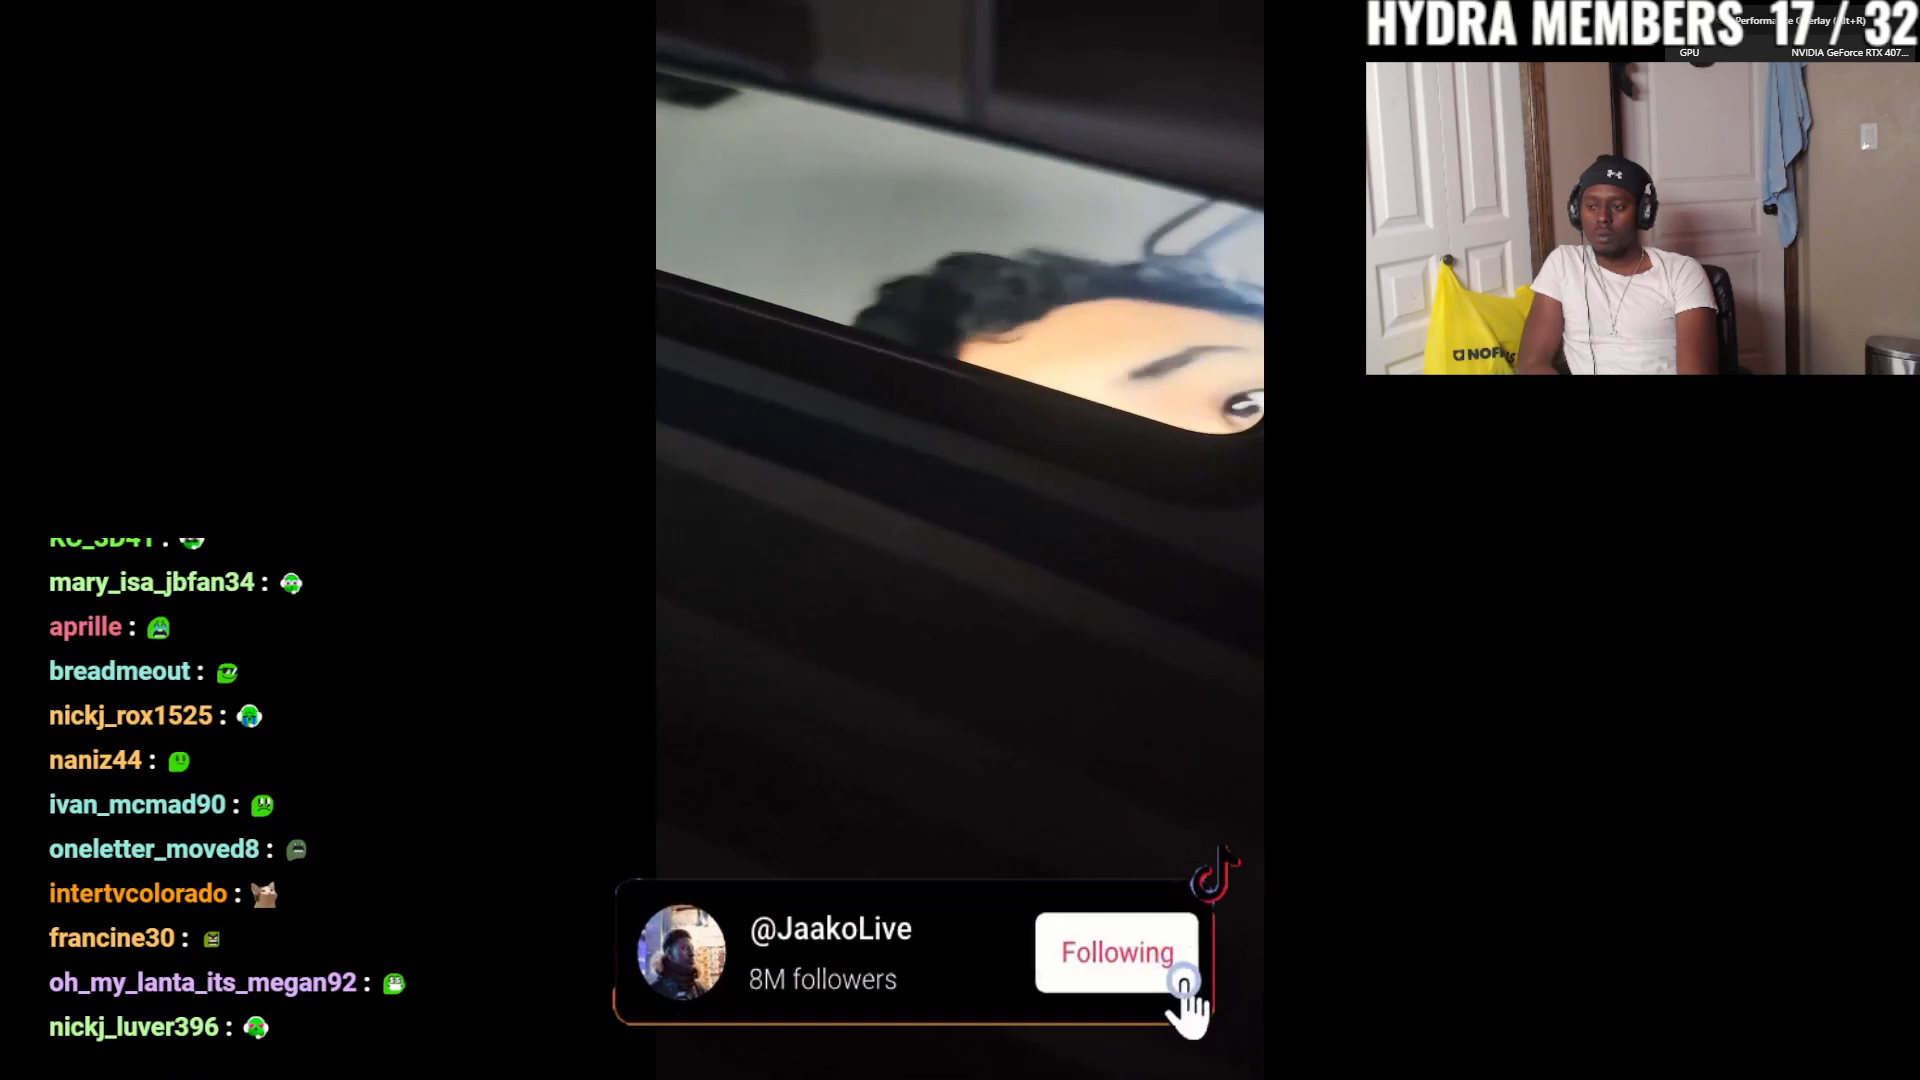 HYDRA MEMBERS 17 / 32
GPU
NVIDIA GeForce RTX 407...
mary_isa_jbfan34 :
aprille :
breadmeout :
nickj_rox1525 :
naniz44 :
ivan_mcmad90 :
oneletter_moved8 :
intertvcolorado :
francine30 :
oh_my_lanta_its_megan92 :
nickj_luver396 :
@JaakoLive
8M followers
Following